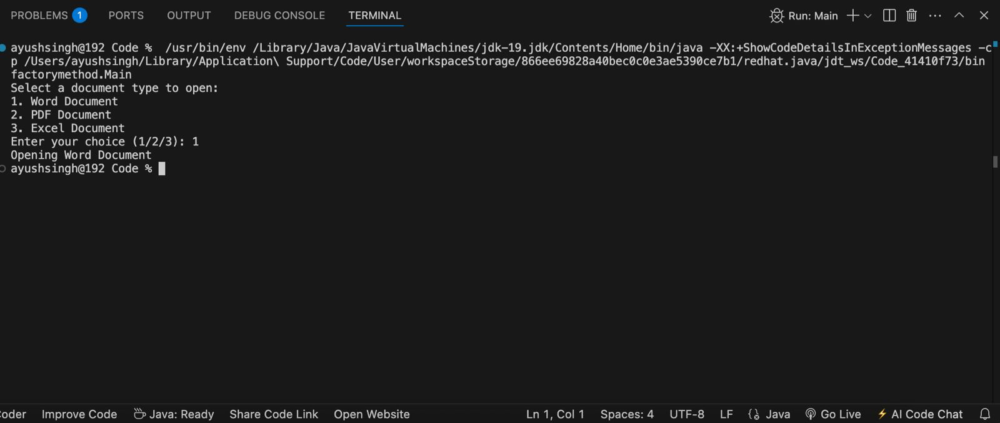 PROBLEMS 1 PORTS OUTPUT DEBUG CONSOLE TERMINAL Run: Main
ayushsingh@192 Code %  /usr/bin/env /Library/Java/JavaVirtualMachines/jdk-19.jdk/Contents/Home/bin/java -XX:+ShowCodeDetailsInExceptionMessages -c
p /Users/ayushsingh/Library/Application\ Support/Code/User/workspaceStorage/866ee69828a40bec0c0e3ae5390ce7b1/redhat.java/jdt_ws/Code_41410f73/bin
factorymethod.Main
Select a document type to open:
1. Word Document
2. PDF Document
3. Excel Document
Enter your choice (1/2/3): 1
Opening Word Document
ayushsingh@192 Code %
oder Improve Code Java: Ready Share Code Link Open Website Ln 1, Col 1 Spaces: 4 UTF-8 LF Java Go Live AI Code Chat